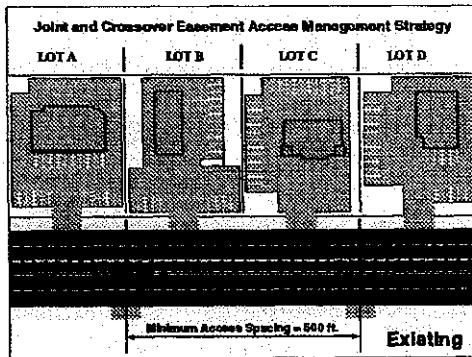 Joint and Crossover Easement Access Management Strategy
LOT A LOT B LOT C LOT D
Minimum Access Spacing = 500 ft.
Existing